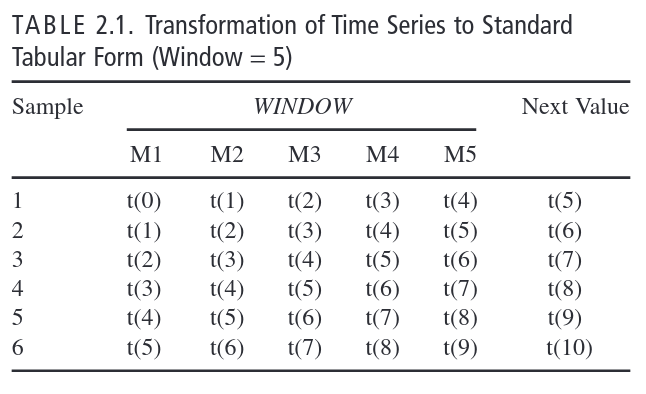 TABLE 2.1. Transformation of Time Series to Standard
Tabular Form (Window = 5)
Sample WINDOW Next Value
M1 M2 M3 M4 M5
1 t(0) t(1) t(2) t(3) t(4) t(5)
2 t(1) t(2) t(3) t(4) t(5) t(6)
3 t(2) t(3) t(4) t(5) t(6) t(7)
4 t(3) t(4) t(5) t(6) t(7) t(8)
5 t(4) t(5) t(6) t(7) t(8) t(9)
6 t(5) t(6) t(7) t(8) t(9) t(10)